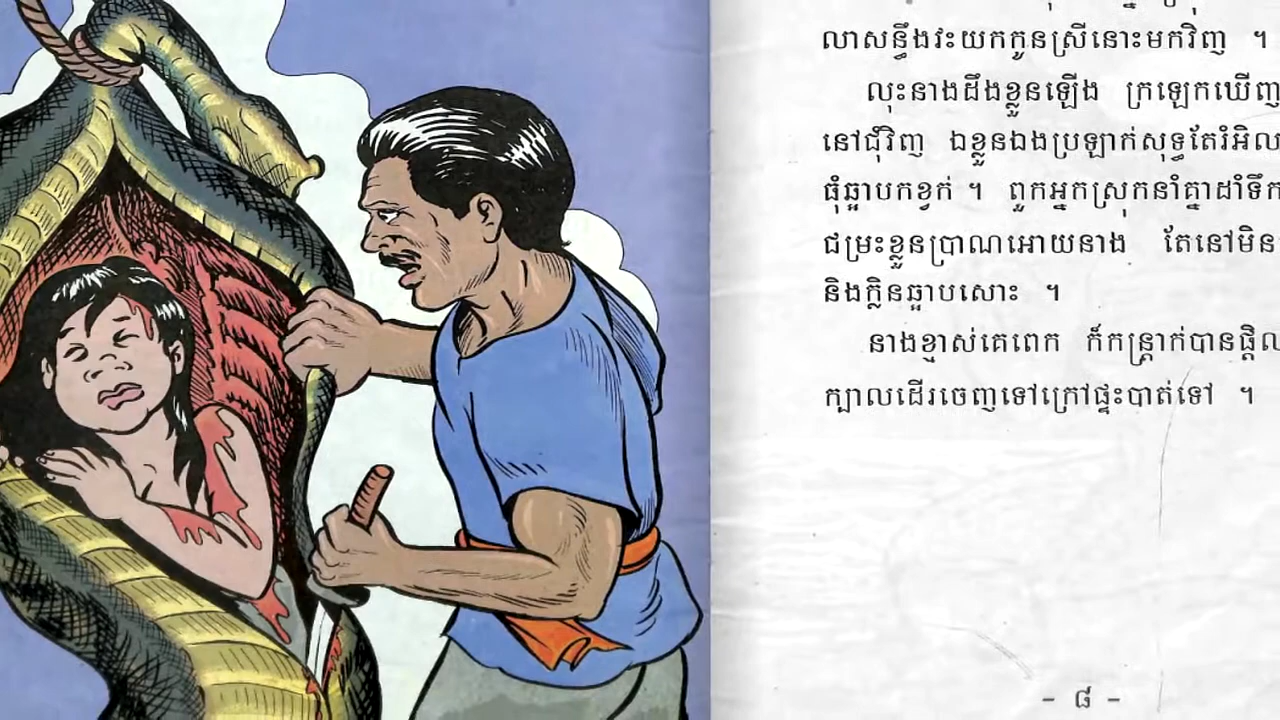 លាសន្ធឹងវះយកកូនស្រីនោះមកវិញ ។
លុះនាងដឹងខ្លួនឡើង ក្រឡេកឃើញ
នៅជុំវិញ ឯខ្លួនឯងប្រឡាក់សុទ្ធតែរំអិល
ធុំឆ្អាបកខ្វក់ ។ ពួកអ្នកស្រុកនាំគ្នាដាំទឹក
ជម្រះខ្លួនប្រាណអោយនាង តែនៅមិន
និងក្លិនឆ្អាបសោះ ។
នាងខ្មាស់គេពេក ក៏កន្ត្រាក់បានផ្តិល
ក្បាលដើរចេញទៅក្រៅផ្ទះបាត់ទៅ ។
- ៨ -